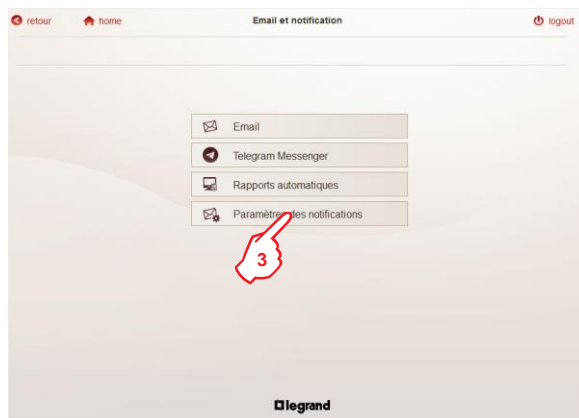 retour home Email et notification logout
Email
Telegram Messenger
Rapports automatiques
Paramètres des notifications
3
legrand